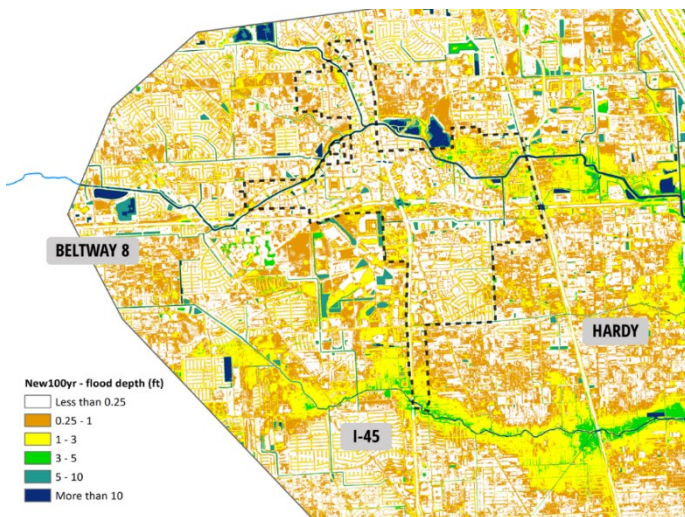 BELTWAY 8
HARDY
New100yr - flood depth (ft)
Less than 0.25
0.25 - 1
1 - 3
3 - 5
5 - 10
More than 10
I-45